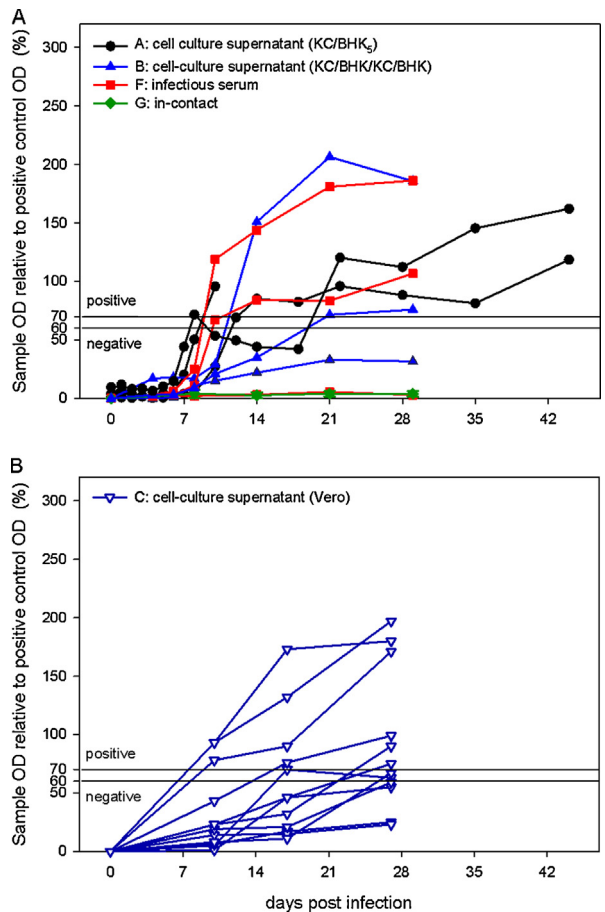 A
Sample OD relative to positive control OD (%)
300
250
200
150
100
70
60
50
0
A: cell culture supernatant (KC/BHK₅)
B: cell-culture supernatant (KC/BHK/KC/BHK)
F: infectious serum
G: in-contact
positive
negative
0 7 14 21 28 35 42
B
Sample OD relative to positive control OD (%)
300
250
200
150
100
70
60
50
0
C: cell-culture supernatant (Vero)
positive
negative
0 7 14 21 28 35 42
days post infection